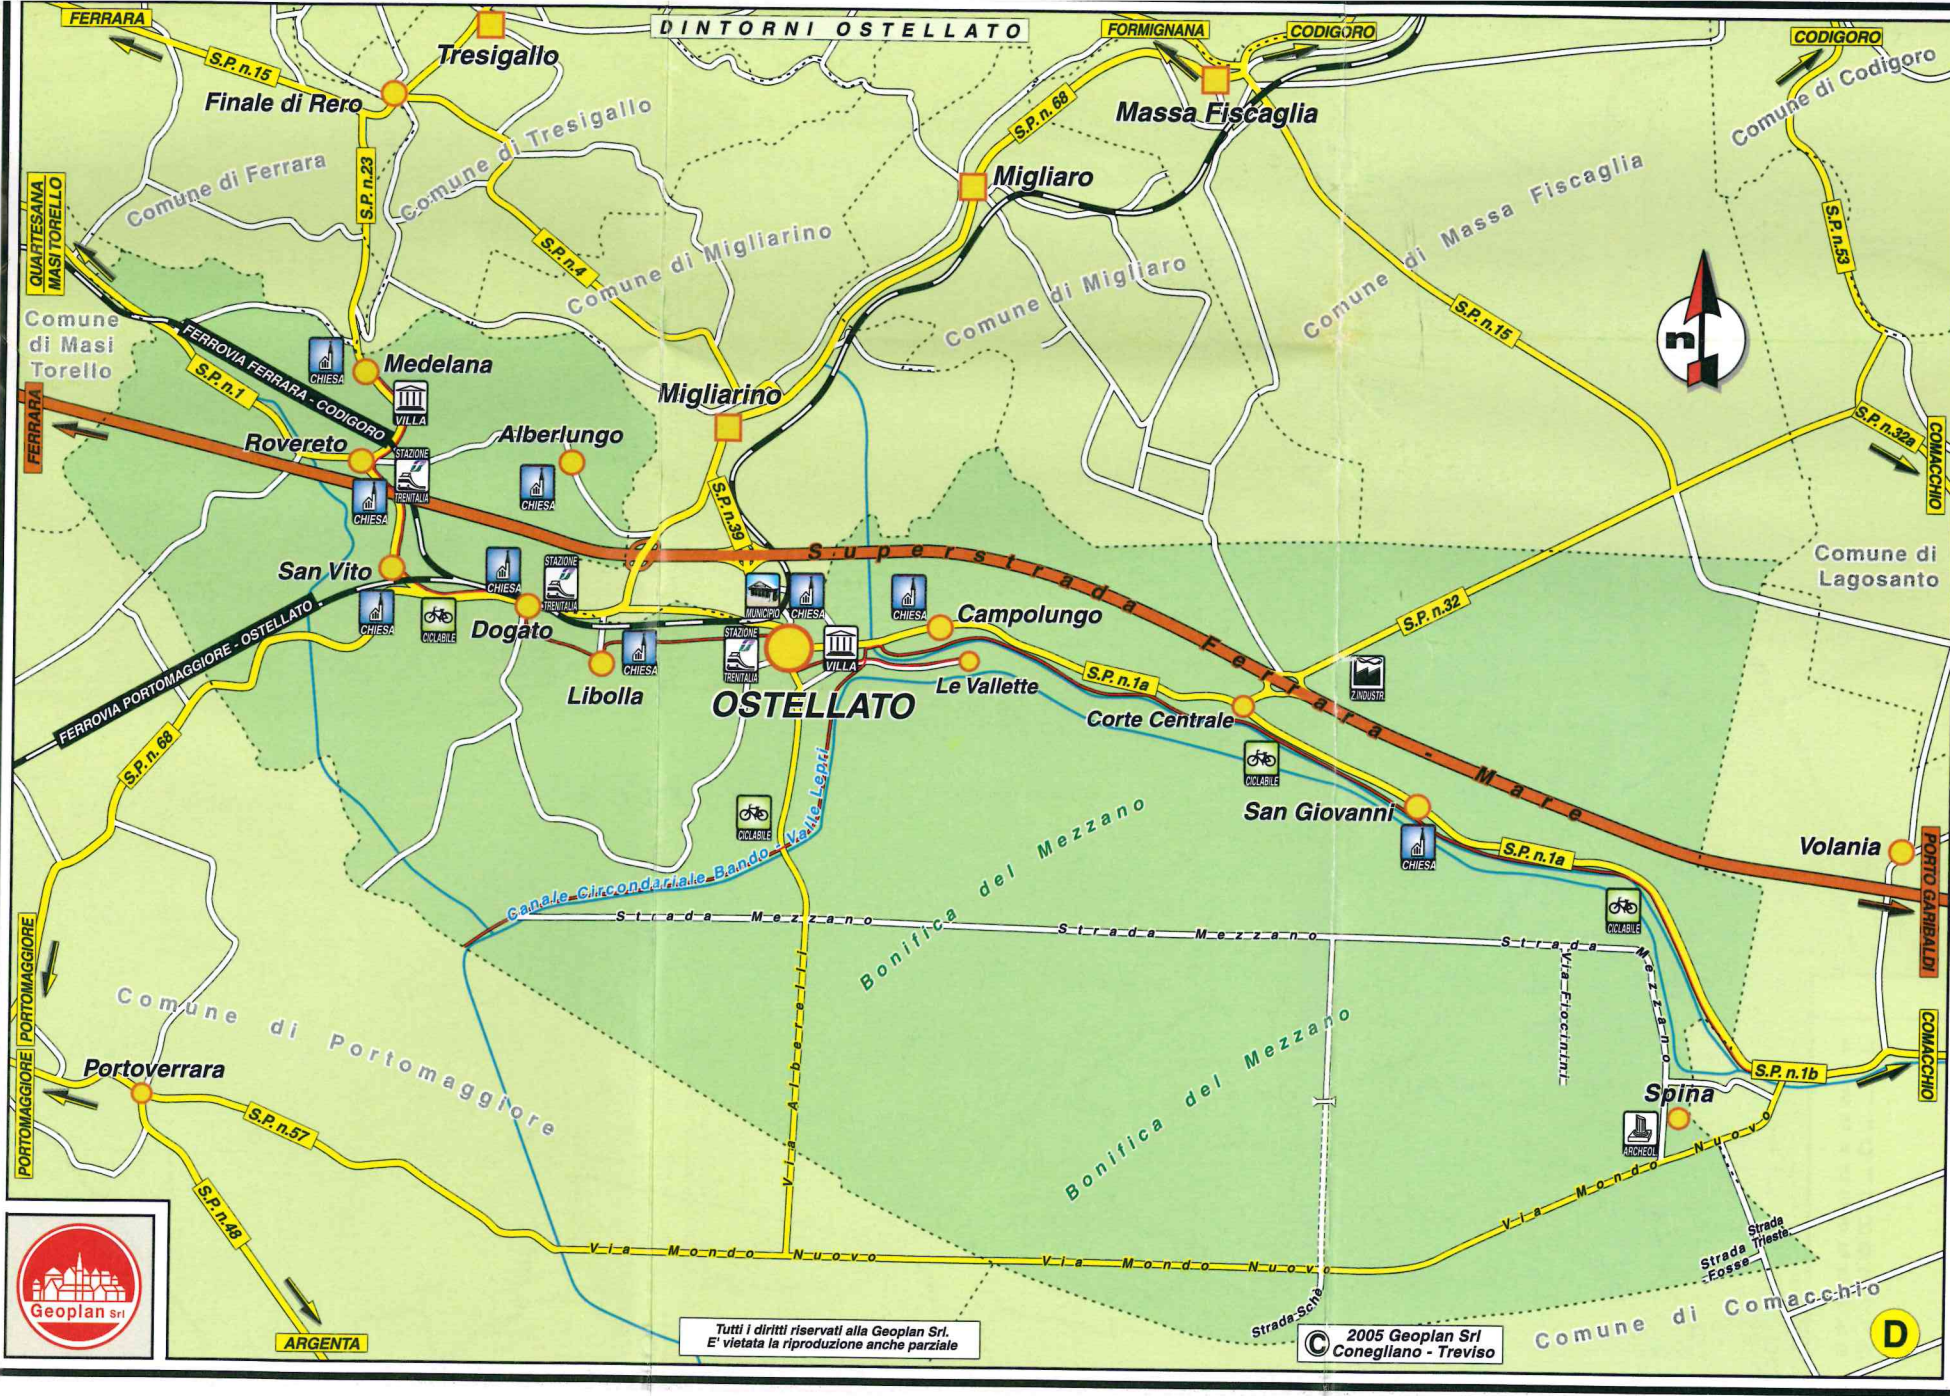 DINTORNI OSTELLATO
FERRARA
S.P. n.15
Tresigallo
Finale di Rero
FORMIGNANA
CODIGORO
CODIGORO
Massa Fiscaglia
S.P. n. 68
Migliaro
Comune di Codigoro
Comune di Ferrara
Comune di Tresigallo
S.P. n.23
S.P. n.4
Comune di Migliarino
Comune di Migliaro
Comune di Massa Fiscaglia
S.P. n.15
S.P. n.53
n
QUARTESANA
MASI TORELLO
Comune
di Masi
Torello
FERROVIA FERRARA - CODIGORO
S.P. n.1
CHIESA
Medelana
VILLA
Migliarino
FERRARA
Rovereto
STAZIONE
TRENITALIA
CHIESA
Alberlungo
CHIESA
S.P. n.39
S.P. n.32a
COMACCHIO
Superstrada Ferrara - Mare
Comune di
Lagosanto
San Vito
CHIESA
CICLABILE
CHIESA
STAZIONE
TRENITALIA
Dogato
MUNICIPIO
CHIESA
CHIESA
Campolungo
S.P. n.32
FERROVIA PORTOMAGGIORE - OSTELLATO
CHIESA
Libolla
STAZIONE
TRENITALIA
VILLA
OSTELLATO
Le Vallette
S.P. n.1a
Corte Centrale
Z.INDUSTR.
S.P. n. 68
CICLABILE
CICLABILE
San Giovanni
CHIESA
S.P. n.1a
CICLABILE
Volania
PORTO GARIBALDI
Canale Circondariale Bando - Valle Lepri
Bonifica del Mezzano
Strada Mezzano
Strada Mezzano
Strada Mezzano
Via Fiocinini
Via Alberelli
Bonifica del Mezzano
PORTOMAGGIORE
PORTOMAGGIORE
Comune di Portomaggiore
Portoverrara
S.P. n.57
S.P. n.48
ARGENTA
COMACCHIO
S.P. n.1b
Spina
ARCHEOL.
Via Mondo Nuovo
Via Mondo Nuovo
Via Mondo Nuovo
Strada Schè
Strada
Trieste
Strada
Fosse
Comune di Comacchio
Geoplan Srl
Tutti i diritti riservati alla Geoplan Srl.
E' vietata la riproduzione anche parziale
© 2005 Geoplan Srl
Conegliano - Treviso
D